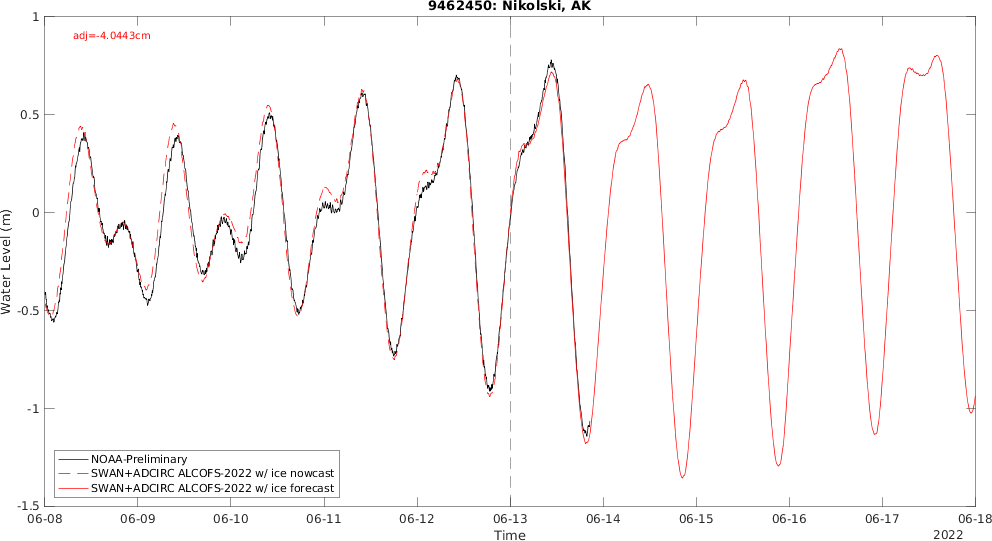 9462450: Nikolski, AK
adj=-4.0443cm
Water Level (m)
1
0.5
0
-0.5
-1
-1.5
NOAA-Preliminary
SWAN+ADCIRC ALCOFS-2022 w/ ice nowcast
SWAN+ADCIRC ALCOFS-2022 w/ ice forecast
06-08 06-09 06-10 06-11 06-12 06-13 06-14 06-15 06-16 06-17 06-18
Time
2022